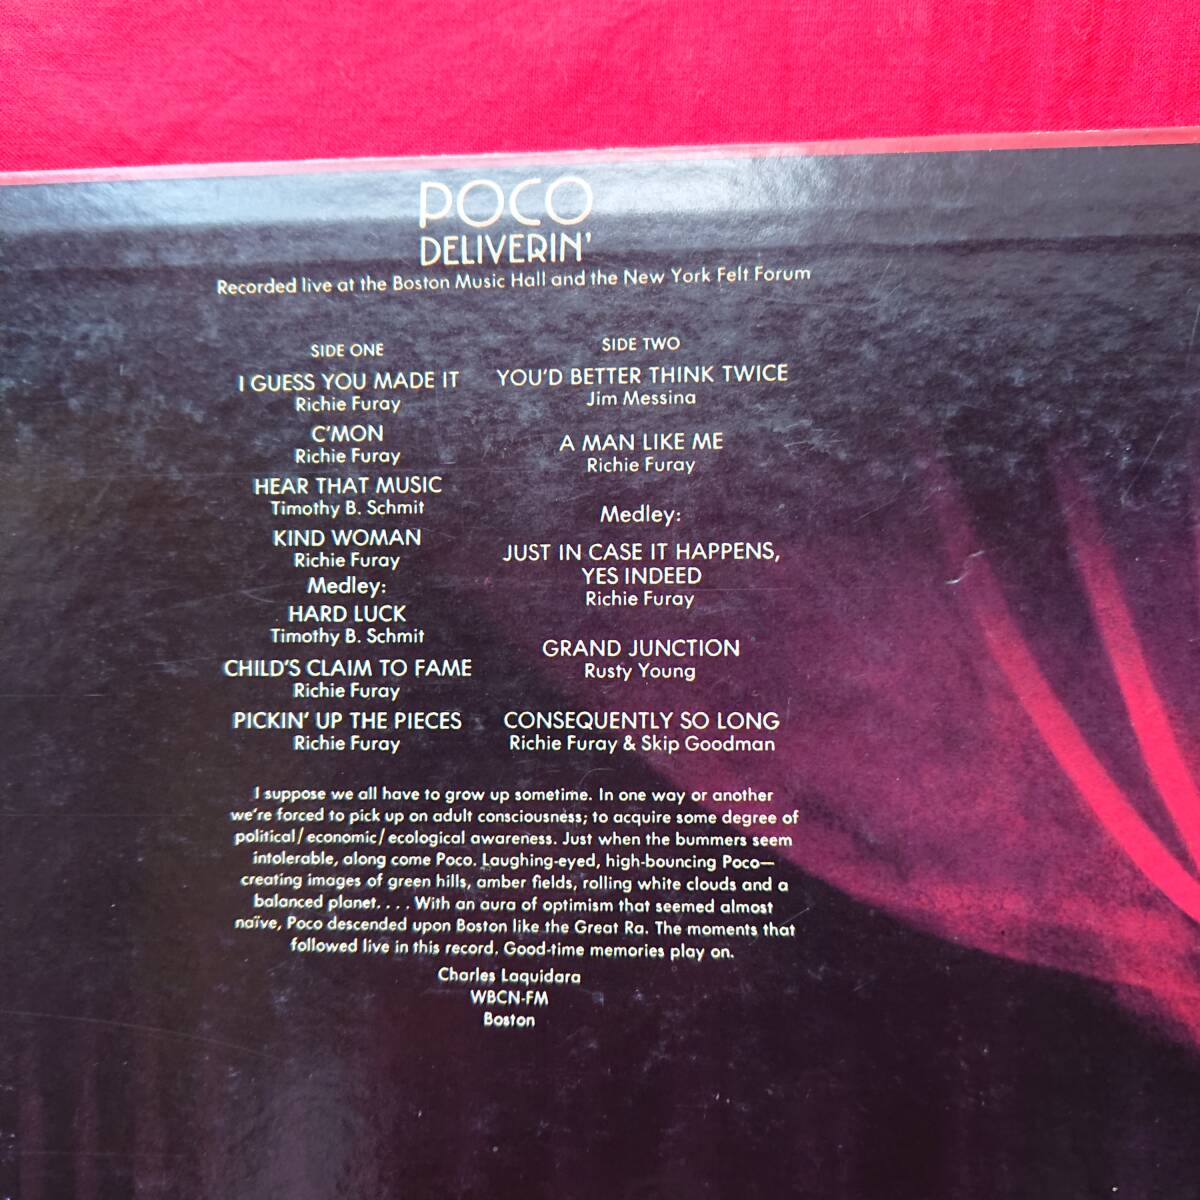 POCO
DELIVERIN'
Recorded live at the Boston Music Hall and the New York Felt Forum
SIDE ONE
I GUESS YOU MADE IT
Richie Furay
C'MON
Richie Furay
HEAR THAT MUSIC
Timothy B. Schmit
KIND WOMAN
Richie Furay
Medley:
HARD LUCK
Timothy B. Schmit
CHILD'S CLAIM TO FAME
Richie Furay
PICKIN' UP THE PIECES
Richie Furay
SIDE TWO
YOU'D BETTER THINK TWICE
Jim Messina
A MAN LIKE ME
Richie Furay
Medley:
JUST IN CASE IT HAPPENS,
YES INDEED
Richie Furay
GRAND JUNCTION
Rusty Young
CONSEQUENTLY SO LONG
Richie Furay & Skip Goodman
I suppose we all have to grow up sometime. In one way or another
we're forced to pick up on adult consciousness; to acquire some degree of
political/economic/ecological awareness. Just when the bummers seem
intolerable, along come Poco. Laughing-eyed, high-bouncing Poco—
creating images of green hills, amber fields, rolling white clouds and a
balanced planet. . . . With an aura of optimism that seemed almost
naïve, Poco descended upon Boston like the Great Ra. The moments that
followed live in this record. Good-time memories play on.
Charles Laquidara
WBCN-FM
Boston